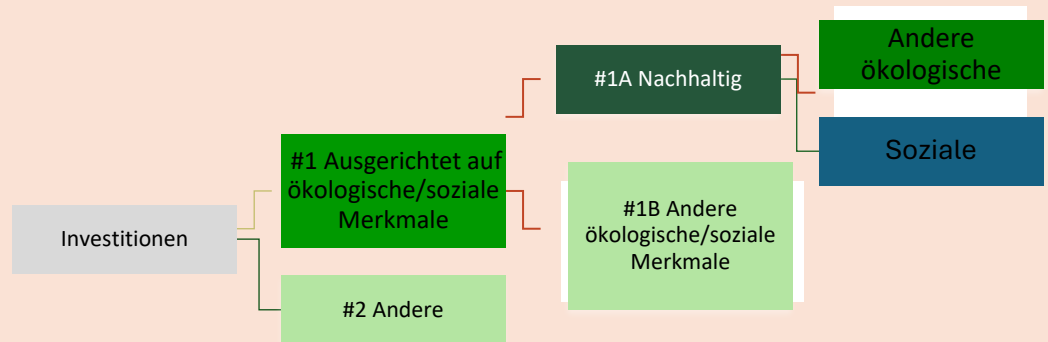 Investitionen
#1 Ausgerichtet auf
ökologische/soziale
Merkmale
#2 Andere
#1A Nachhaltig
#1B Andere
ökologische/soziale
Merkmale
Andere
ökologische
Soziale